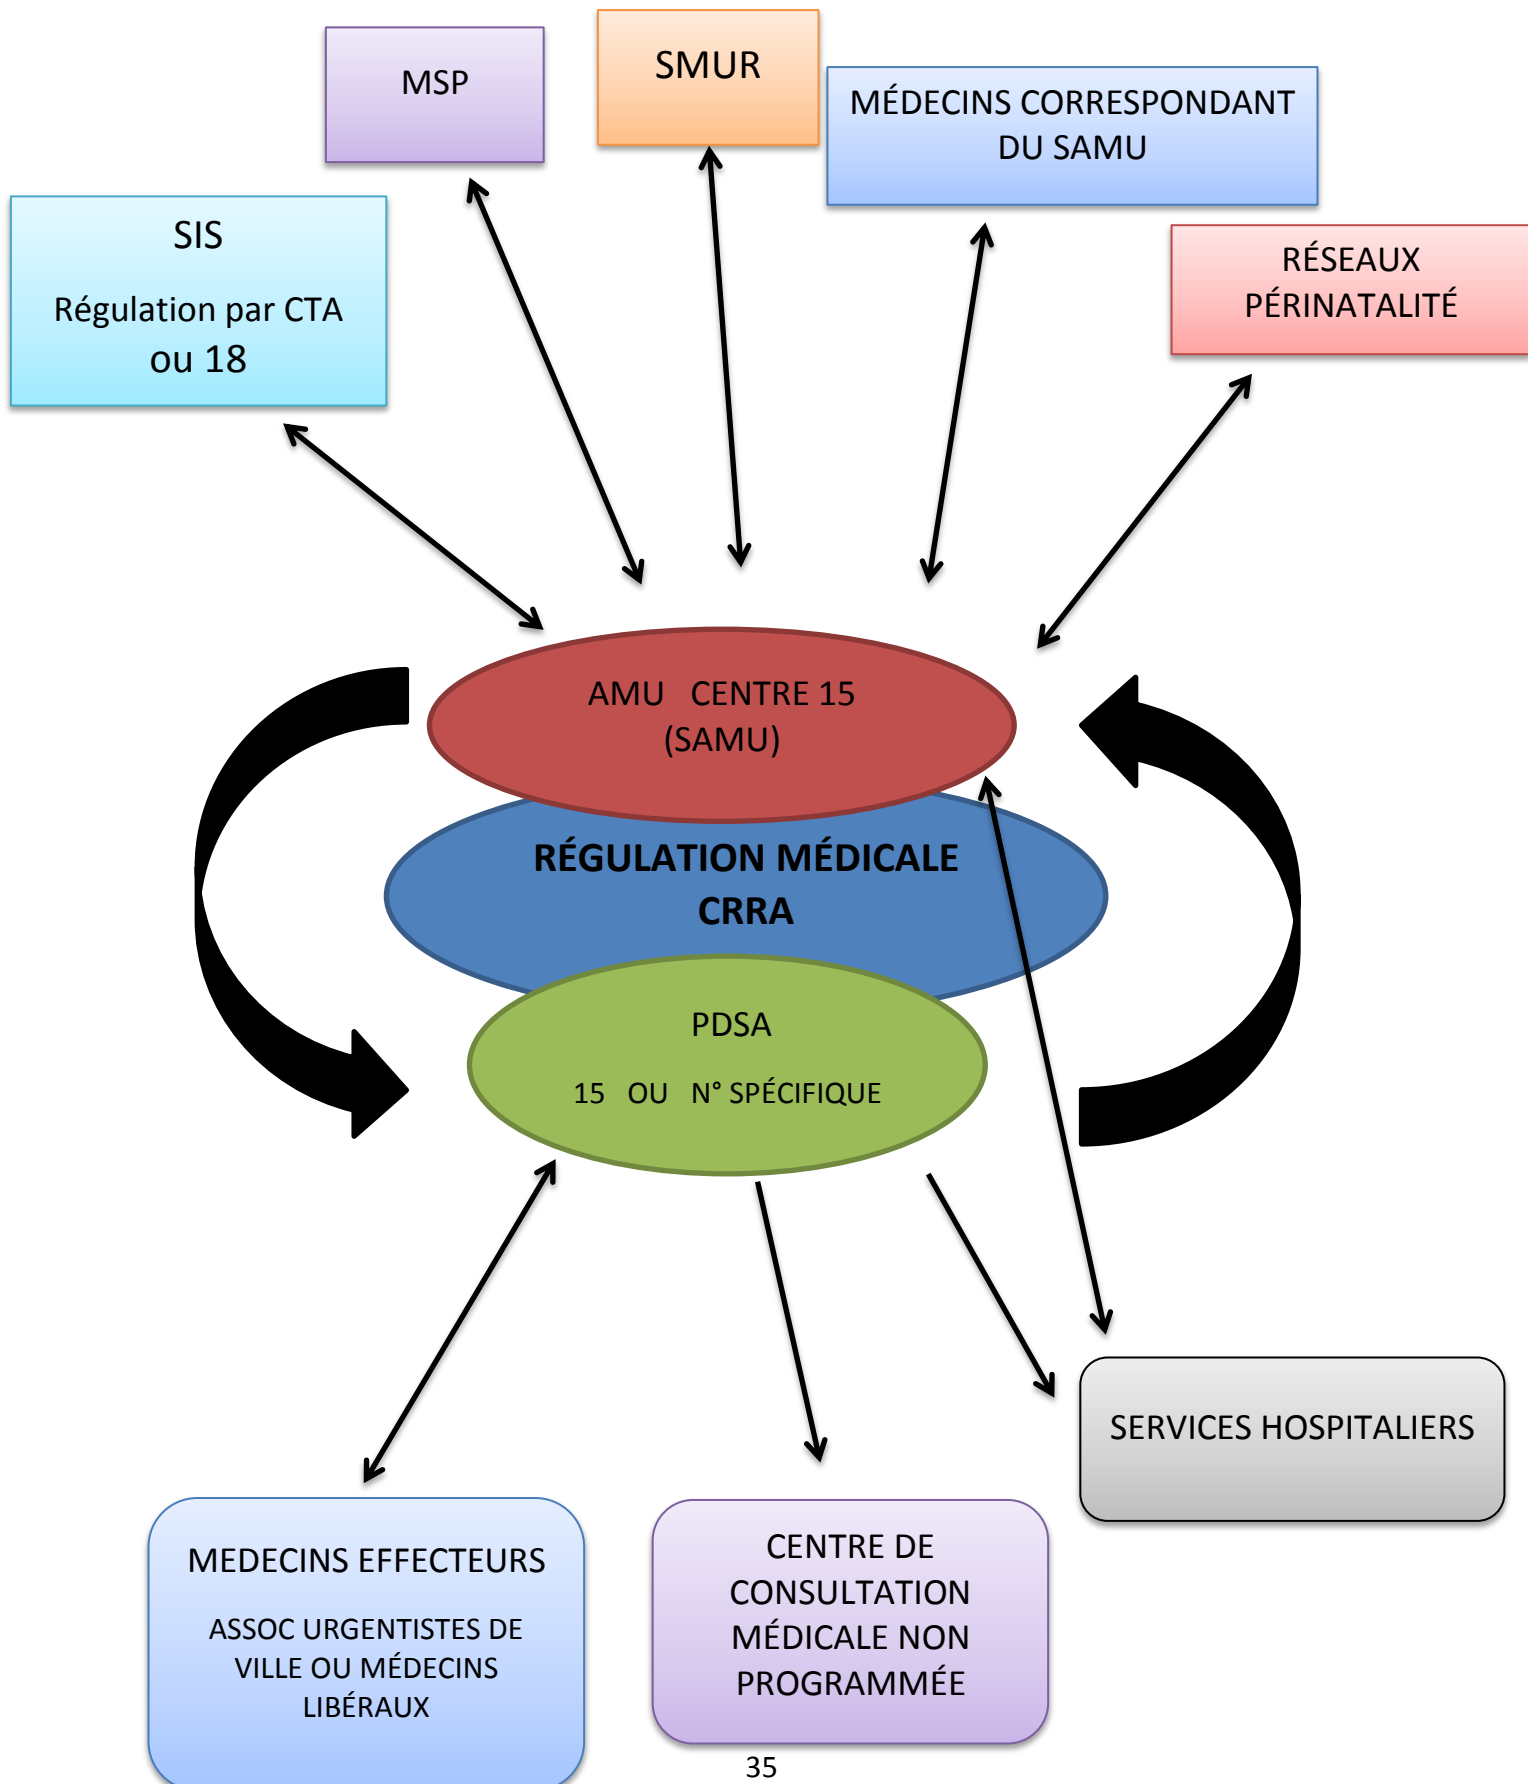 MSP
SMUR
MÉDECINS CORRESPONDANT
DU SAMU
SIS
Régulation par CTA
ou 18
RÉSEAUX
PÉRINATALITÉ
AMU CENTRE 15
(SAMU)
RÉGULATION MÉDICALE
CRRA
PDSA
15 OU N° SPÉCIFIQUE
SERVICES HOSPITALIERS
MEDECINS EFFECTEURS
ASSOC URGENTISTES DE
VILLE OU MÉDECINS
LIBÉRAUX
CENTRE DE
CONSULTATION
MÉDICALE NON
PROGRAMMÉE
35